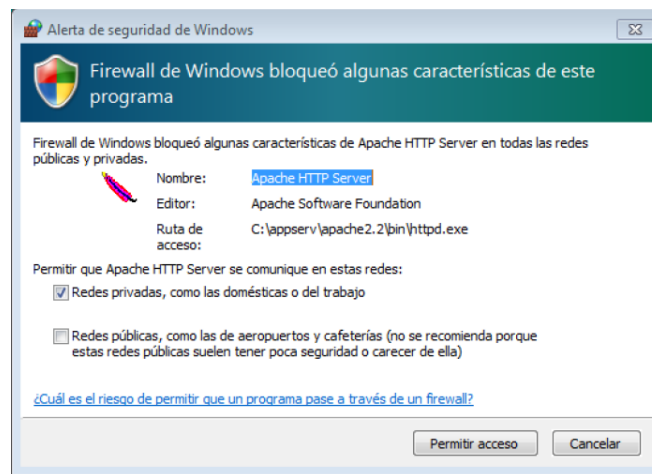 Alerta de seguridad de Windows
Firewall de Windows bloqueó algunas características de este
programa
Firewall de Windows bloqueó algunas características de Apache HTTP Server en todas las redes
públicas y privadas.
Nombre: Apache HTTP Server
Editor: Apache Software Foundation
Ruta de C:\appserv\apache2.2\bin\httpd.exe
acceso:
Permitir que Apache HTTP Server se comunique en estas redes:
Redes privadas, como las domésticas o del trabajo
Redes públicas, como las de aeropuertos y cafeterías (no se recomienda porque
estas redes públicas suelen tener poca seguridad o carecer de ella)
¿Cuál es el riesgo de permitir que un programa pase a través de un firewall?
Permitir acceso Cancelar